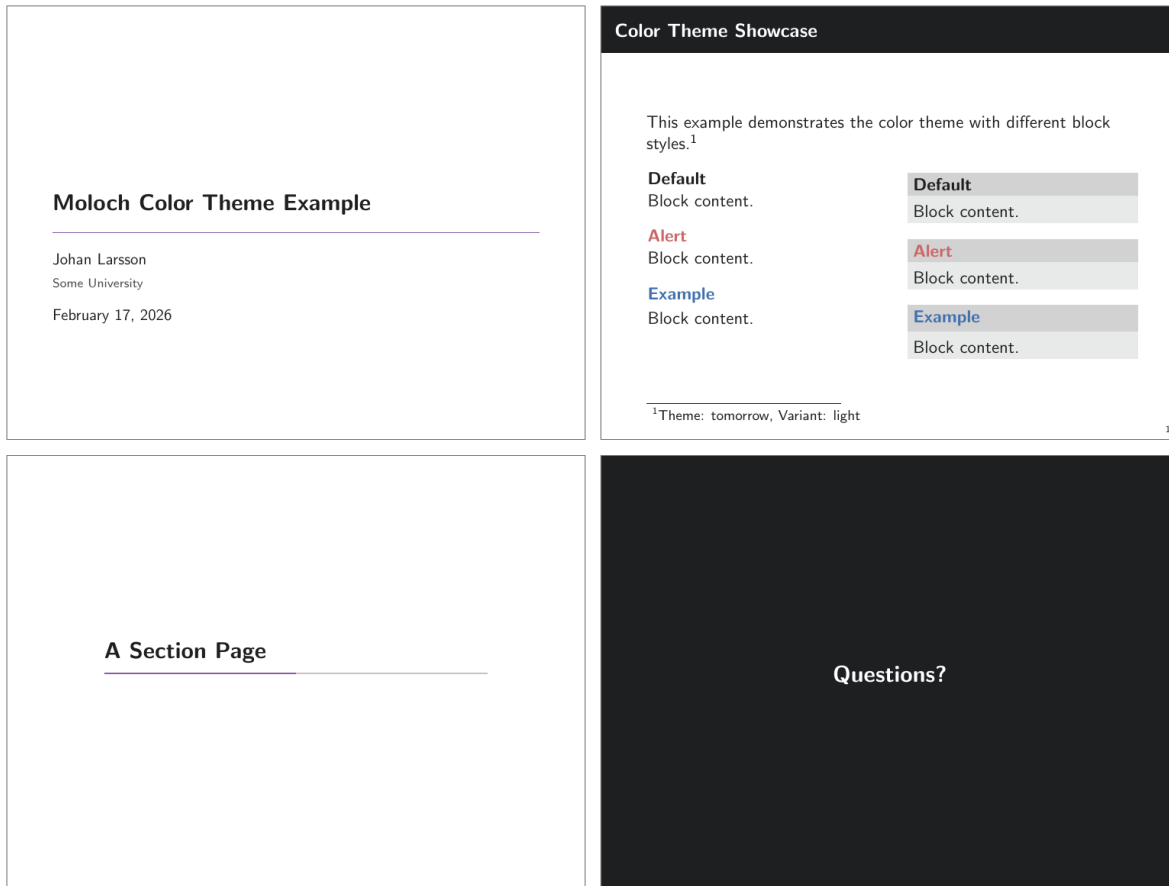 Moloch Color Theme Example
Johan Larsson
Some University
February 17, 2026
Color Theme Showcase
This example demonstrates the color theme with different block
styles.¹
Default
Block content.
Alert
Block content.
Example
Block content.
Default
Block content.
Alert
Block content.
Example
Block content.
¹Theme: tomorrow, Variant: light
1
A Section Page
Questions?